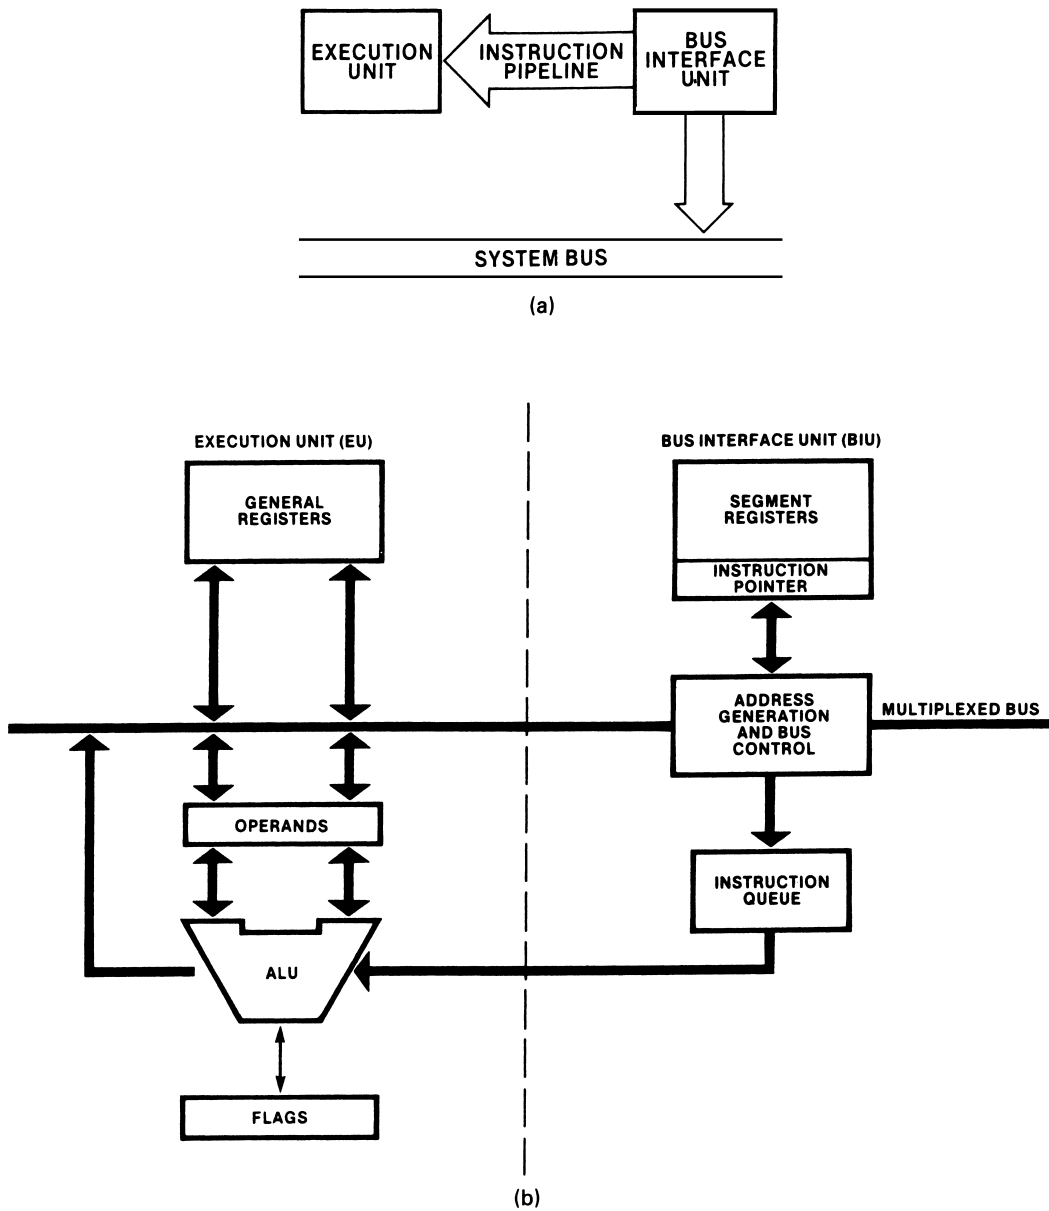 EXECUTION
UNIT
INSTRUCTION
PIPELINE
BUS
INTERFACE
UNIT
SYSTEM BUS
(a)
EXECUTION UNIT (EU)
BUS INTERFACE UNIT (BIU)
GENERAL
REGISTERS
SEGMENT
REGISTERS
INSTRUCTION
POINTER
ADDRESS
GENERATION
AND BUS
CONTROL
MULTIPLEXED BUS
OPERANDS
INSTRUCTION
QUEUE
ALU
FLAGS
(b)